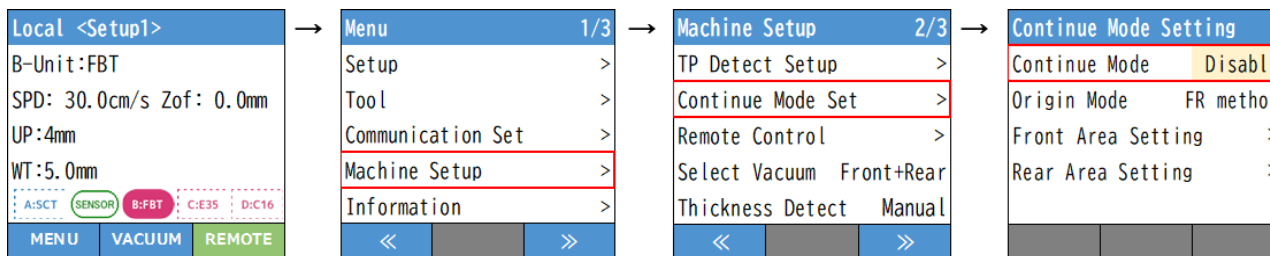 Local <Setup1>
B-Unit:FBT
SPD: 30.0cm/s Zof: 0.0mm
UP:4mm
WT:5.0mm
A:SCT SENSOR B:FBT C:E35 D:C16
MENU VACUUM REMOTE
→
Menu 1/3
Setup >
Tool >
Communication Set >
Machine Setup >
Information >
≪ ≫
→
Machine Setup 2/3
TP Detect Setup >
Continue Mode Set >
Remote Control >
Select Vacuum Front+Rear
Thickness Detect Manual
≪ ≫
→
Continue Mode Setting
Continue Mode Disabl
Origin Mode FR metho
Front Area Setting
Rear Area Setting